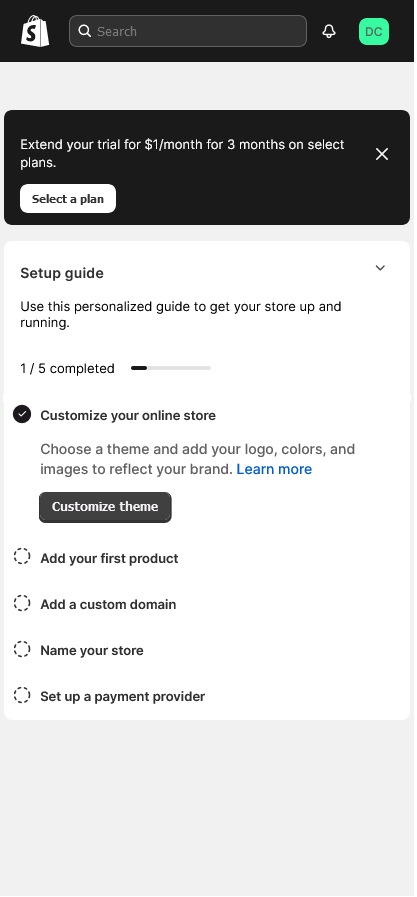 Search
DC
Extend your trial for $1/month for 3 months on select
plans.
Select a plan
Setup guide
Use this personalized guide to get your store up and
running.
1 / 5 completed
Customize your online store
Choose a theme and add your logo, colors, and
images to reflect your brand. Learn more
Customize theme
Add your first product
Add a custom domain
Name your store
Set up a payment provider